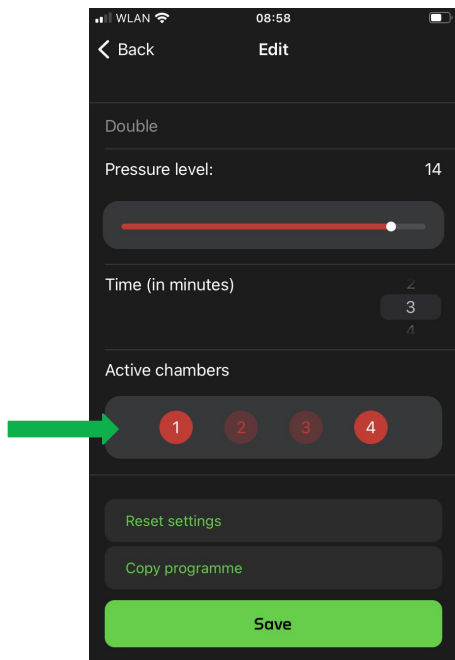 WLAN 08:58
Back Edit
Double
Pressure level: 14
2
Time (in minutes) 3
4
Active chambers
1 2 3 4
Reset settings
Copy programme
Save